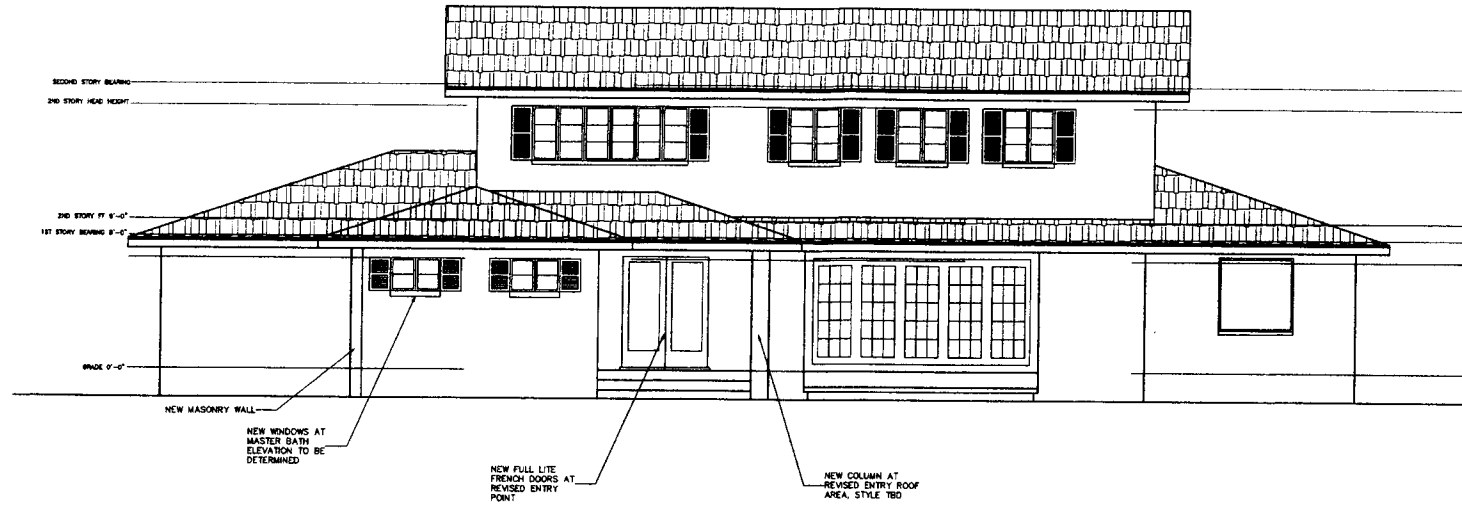 SECOND STORY BEARING
2ND STORY HEAD HEIGHT
2ND STORY FF 9'-0"
1ST STORY BEARING 8'-0"
GRADE 0'-0"
NEW MASONRY WALL
NEW WINDOWS AT
MASTER BATH
ELEVATION TO BE
DETERMINED
NEW FULL LITE
FRENCH DOORS AT
REVISED ENTRY
POINT
NEW COLUMN AT
REVISED ENTRY ROOF
AREA, STYLE TBD